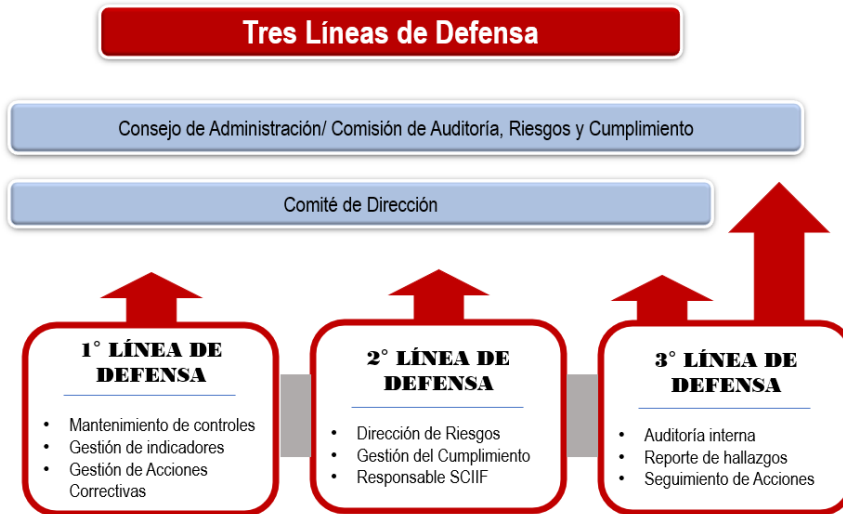 Tres Líneas de Defensa
Consejo de Administración/ Comisión de Auditoría, Riesgos y Cumplimiento
Comité de Dirección
1° LÍNEA DE
DEFENSA
• Mantenimiento de controles
• Gestión de indicadores
• Gestión de Acciones
Correctivas
2° LÍNEA DE
DEFENSA
• Dirección de Riesgos
• Gestión del Cumplimiento
• Responsable SCIIF
3° LÍNEA DE
DEFENSA
• Auditoría interna
• Reporte de hallazgos
• Seguimiento de Acciones